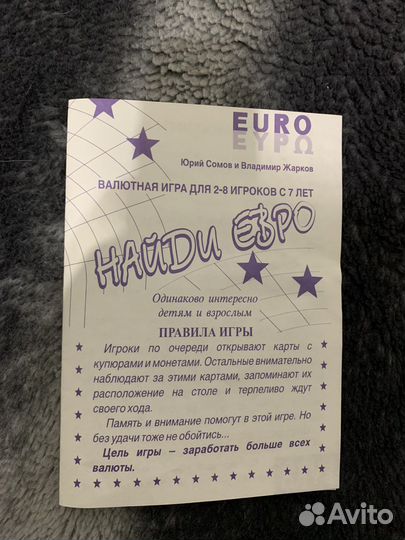 EURO
ΕΥΡΩ
Юрий Сомов и Владимир Жарков
ВАЛЮТНАЯ ИГРА ДЛЯ 2-8 ИГРОКОВ С 7 ЛЕТ
НАЙДИ ЕВРО
Одинаково интересно
детям и взрослым
ПРАВИЛА ИГРЫ
Игроки по очереди открывают карты с
купюрами и монетами. Остальные внимательно
наблюдают за этими картами, запоминают их
расположение на столе и терпеливо ждут
своего хода.
Память и внимание помогут в этой игре. Но
без удачи тоже не обойтись...
Цель игры – заработать больше всех
валюты.
Avito